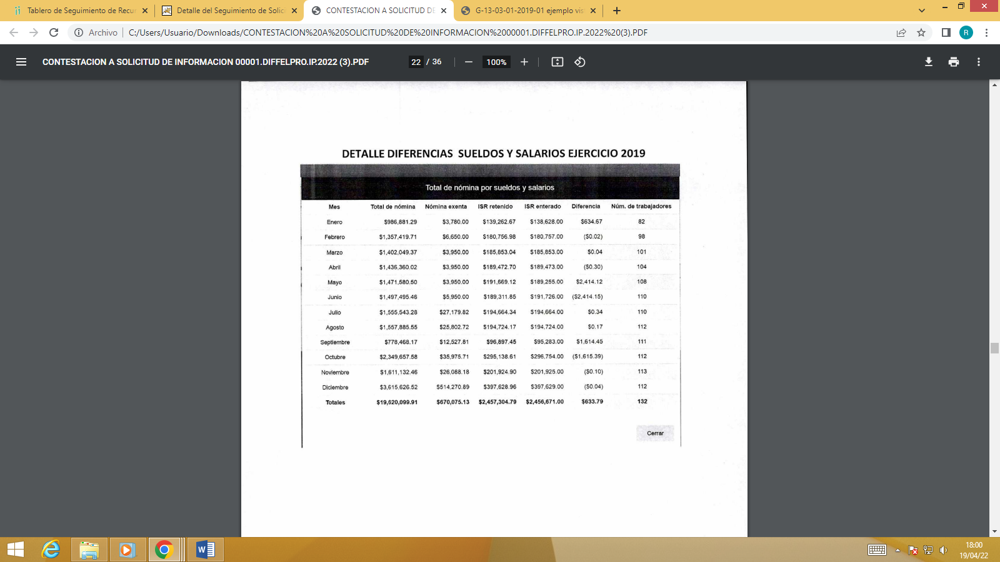 Tablero de Seguimiento de Recur
Detalle del Seguimiento de Solici
CONTESTACION A SOLICITUD DE
G-13-03-01-2019-01 ejemplo vis
Archivo
C:/Users/Usuario/Downloads/CONTESTACION%20A%20SOLICITUD%20DE%20INFORMACION%2000001.DIFFELPRO.IP.2022%20(3).PDF
R
CONTESTACION A SOLICITUD DE INFORMACION 00001.DIFFELPRO.IP.2022 (3).PDF
22 / 36
100%
DETALLE DIFERENCIAS SUELDOS Y SALARIOS EJERCICIO 2019
Total de nómina por sueldos y salarios
Mes Total de nómina Nómina exenta ISR retenido ISR enterado Diferencia Núm. de trabajadores
Enero $986,881.29 $3,780.00 $139,262.67 $138,628.00 $634.67 82
Febrero $1,357,419.71 $6,650.00 $180,756.98 $180,757.00 ($0.02) 98
Marzo $1,402,049.37 $3,950.00 $185,853.04 $185,853.00 $0.04 101
Abril $1,436,360.02 $3,950.00 $189,472.70 $189,473.00 ($0.30) 104
Mayo $1,471,580.50 $3,950.00 $191,669.12 $189,255.00 $2,414.12 108
Junio $1,497,495.46 $5,950.00 $189,311.85 $191,726.00 ($2,414.15) 110
Julio $1,555,543.28 $27,179.82 $194,664.34 $194,664.00 $0.34 110
Agosto $1,557,885.55 $25,802.72 $194,724.17 $194,724.00 $0.17 112
Septiembre $778,468.17 $12,527.81 $96,897.45 $95,283.00 $1,614.45 111
Octubre $2,349,657.58 $35,975.71 $295,138.61 $296,754.00 ($1,615.39) 112
Noviembre $1,611,132.46 $26,088.18 $201,924.90 $201,925.00 ($0.10) 113
Diciembre $3,615,626.52 $514,270.89 $397,628.96 $397,629.00 ($0.04) 112
Totales $19,620,099.91 $670,075.13 $2,457,304.79 $2,456,671.00 $633.79 132
Cerrar
18:00
19/04/22